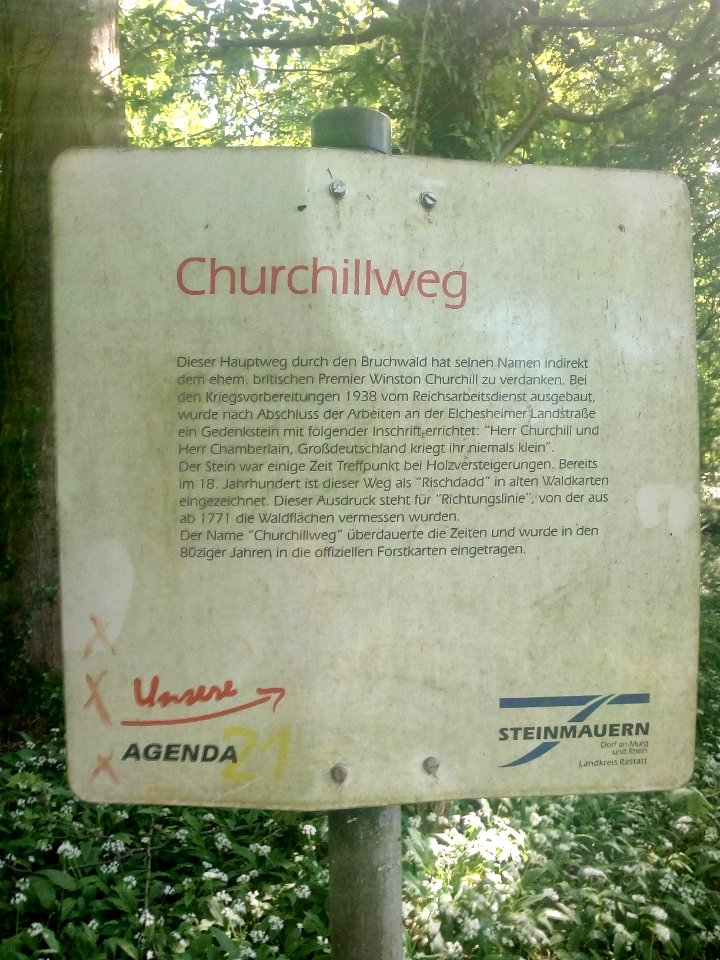 Churchillweg
Dieser Hauptweg durch den Bruchwald hat seinen Namen indirekt
dem ehem. britischen Premier Winston Churchill zu verdanken. Bei
den Kriegsvorbereitungen 1938 vom Reichsarbeitsdienst ausgebaut,
wurde nach Abschluss der Arbeiten an der Elchesheimer Landstraße
ein Gedenkstein mit folgender Inschrift errichtet: "Herr Churchill und
Herr Chamberlain, Großdeutschland kriegt ihr niemals klein".
Der Stein war einige Zeit Treffpunkt bei Holzversteigerungen. Bereits
im 18. Jahrhundert ist dieser Weg als "Rischdadd" in alten Waldkarten
eingezeichnet. Dieser Ausdruck steht für "Richtungslinie", von der aus
ab 1771 die Waldflächen vermessen wurden.
Der Name "Churchillweg" überdauerte die Zeiten und wurde in den
80ziger Jahren in die offiziellen Forstkarten eingetragen.
Unsere
AGENDA 21
STEINMAUERN
Dorf an Murg
und Rhein
Landkreis Rastatt